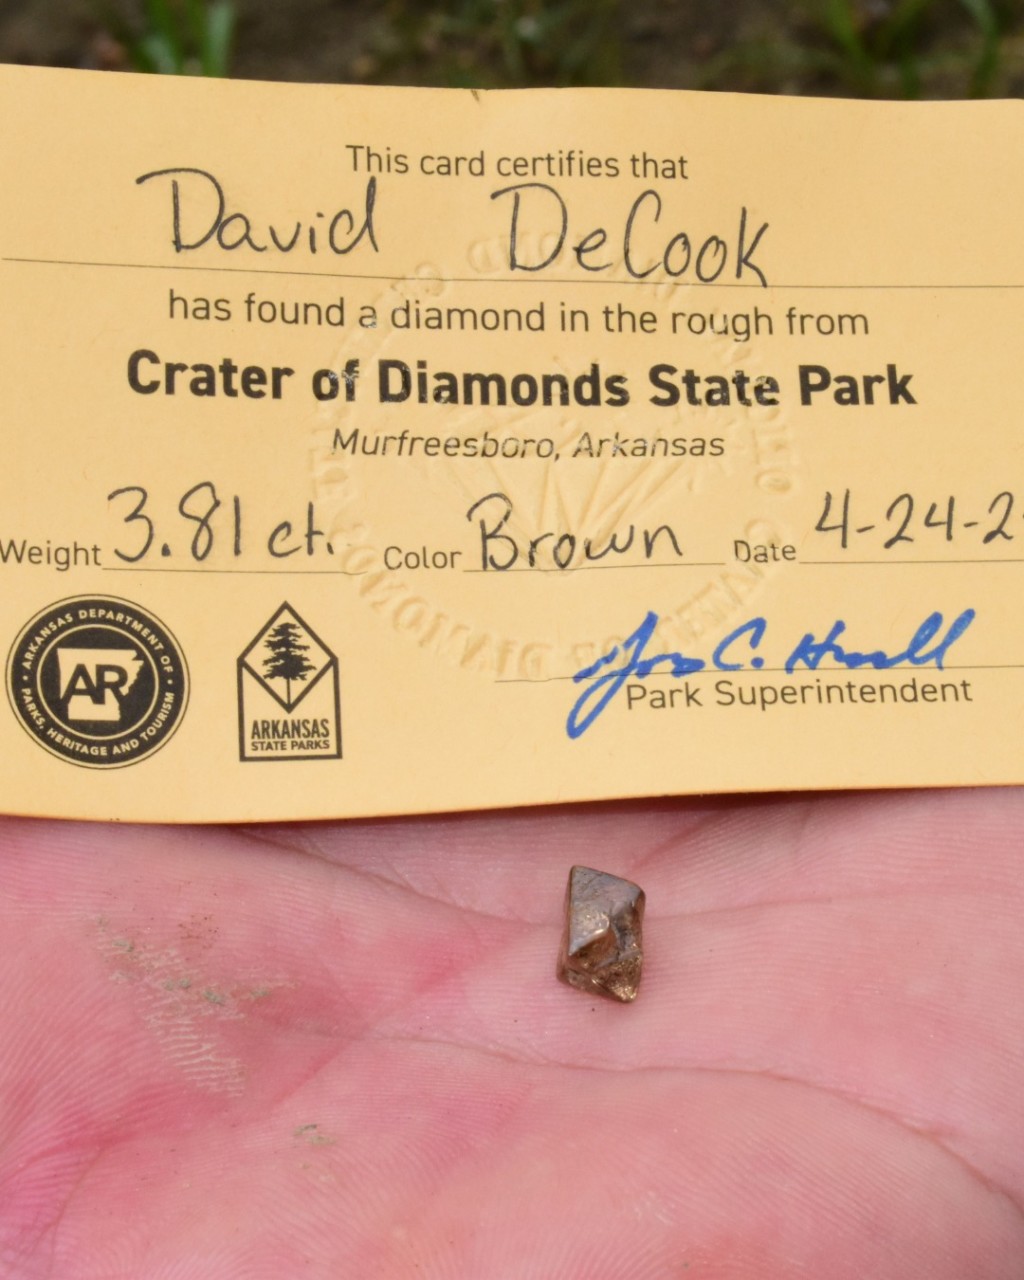 This card certifies that
David DeCook
has found a diamond in the rough from
Crater of Diamonds State Park
Murfreesboro, Arkansas
Weight 3.81 ct. Color Brown Date 4-24-2
Park Superintendent
ARKANSAS DEPARTMENT OF
PARKS, HERITAGE AND TOURISM
AR
ARKANSAS
STATE PARKS